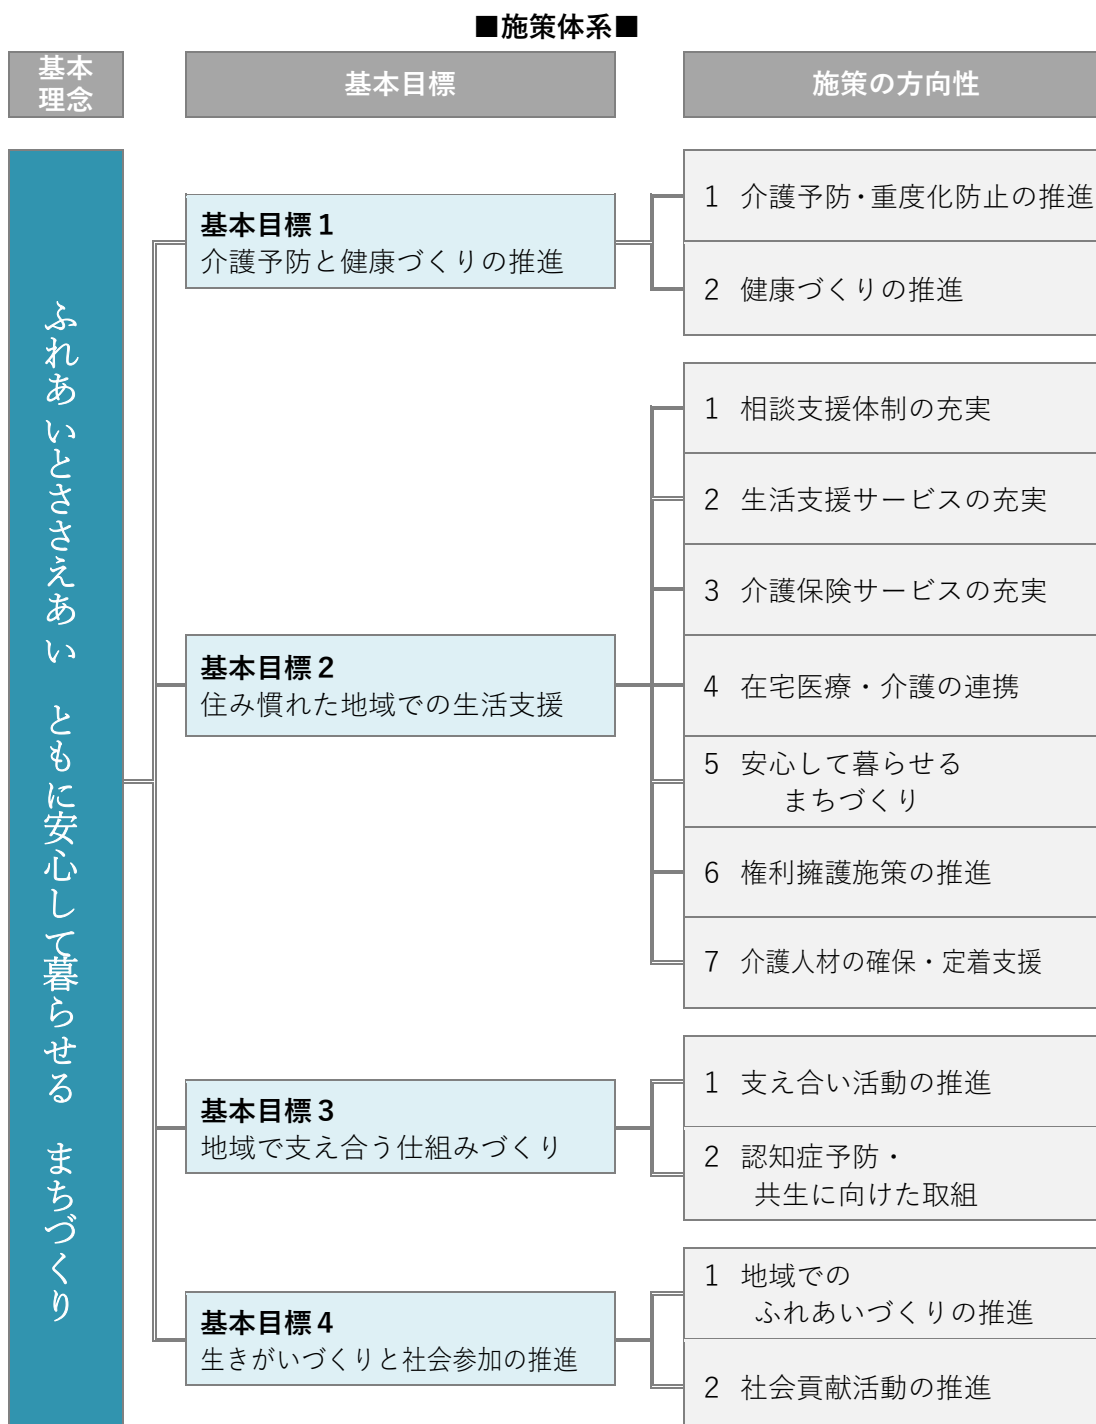 ■施策体系■
基本
理念
基本目標
施策の方向性
ふれあいとささえあい　ともに安心して暮らせる　まちづくり
基本目標１
介護予防と健康づくりの推進
1 介護予防・重度化防止の推進
2 健康づくりの推進
基本目標２
住み慣れた地域での生活支援
1 相談支援体制の充実
2 生活支援サービスの充実
3 介護保険サービスの充実
4 在宅医療・介護の連携
5 安心して暮らせる
まちづくり
6 権利擁護施策の推進
7 介護人材の確保・定着支援
基本目標３
地域で支え合う仕組みづくり
1 支え合い活動の推進
2 認知症予防・
共生に向けた取組
基本目標４
生きがいづくりと社会参加の推進
1 地域での
ふれあいづくりの推進
2 社会貢献活動の推進